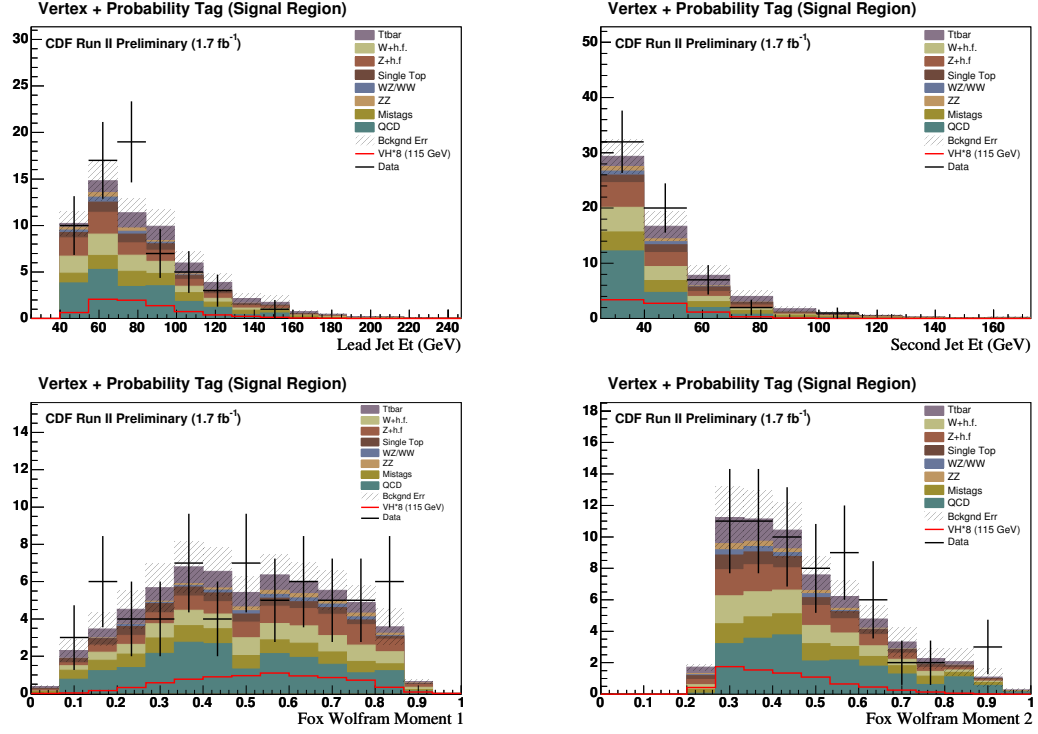 Vertex + Probability Tag (Signal Region)
CDF Run II Preliminary (1.7 fb⁻¹)
30
25
20
15
10
5
0
Ttbar
W+h.f.
Z+h.f
Single Top
WZ/WW
ZZ
Mistags
QCD
Bckgnd Err
VH*8 (115 GeV)
Data
40 60 80 100 120 140 160 180 200 220 240
Lead Jet Et (GeV)
Vertex + Probability Tag (Signal Region)
CDF Run II Preliminary (1.7 fb⁻¹)
50
40
30
20
10
0
Ttbar
W+h.f.
Z+h.f
Single Top
WZ/WW
ZZ
Mistags
QCD
Bckgnd Err
VH*8 (115 GeV)
Data
40 60 80 100 120 140 160
Second Jet Et (GeV)
Vertex + Probability Tag (Signal Region)
CDF Run II Preliminary (1.7 fb⁻¹)
14
12
10
8
6
4
2
0
Ttbar
W+h.f.
Z+h.f
Single Top
WZ/WW
ZZ
Mistags
QCD
Bckgnd Err
VH*8 (115 GeV)
Data
0 0.1 0.2 0.3 0.4 0.5 0.6 0.7 0.8 0.9 1
Fox Wolfram Moment 1
Vertex + Probability Tag (Signal Region)
CDF Run II Preliminary (1.7 fb⁻¹)
18
16
14
12
10
8
6
4
2
0
Ttbar
W+h.f.
Z+h.f
Single Top
WZ/WW
ZZ
Mistags
QCD
Bckgnd Err
VH*8 (115 GeV)
Data
0 0.1 0.2 0.3 0.4 0.5 0.6 0.7 0.8 0.9 1
Fox Wolfram Moment 2